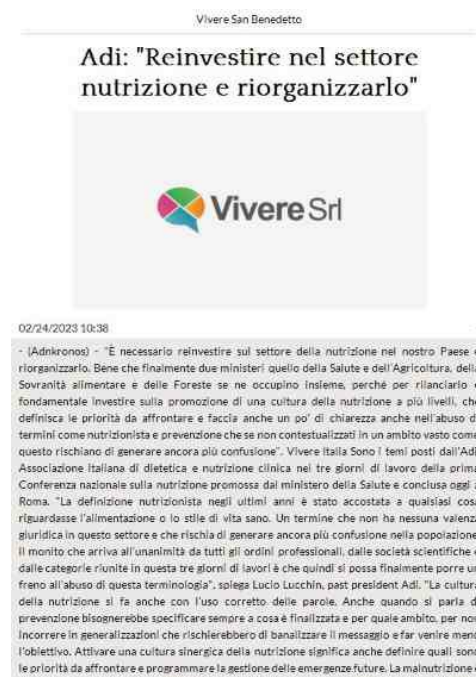 Vivere San Benedetto
Adi: "Reinvestire nel settore
nutrizione e riorganizzarlo"
Vivere Srl
02/24/2023 10:38
- (Adnkronos) - "È necessario reinvestire sul settore della nutrizione nel nostro Paese e
riorganizzarlo. Bene che finalmente due ministeri quello della Salute e dell'Agricoltura, della
Sovranità alimentare e delle Foreste se ne occupino insieme, perché per rilanciarlo è
fondamentale investire sulla promozione di una cultura della nutrizione a più livelli, che
definisca le priorità da affrontare e faccia anche un po' di chiarezza anche nell'abuso di
termini come nutrizionista e prevenzione che se non contestualizzati in un ambito vasto come
questo rischiano di generare ancora più confusione". Vivere Italia Sono i temi posti dall'Adi,
Associazione italiana di dietetica e nutrizione clinica nei tre giorni di lavoro della prima
Conferenza nazionale sulla nutrizione promossa dal ministero della Salute e conclusa oggi a
Roma. "La definizione nutrizionista negli ultimi anni è stato accostata a qualsiasi cosa
riguardasse l'alimentazione o lo stile di vita sano. Un termine che non ha nessuna valenza
giuridica in questo settore e che rischia di generare ancora più confusione nella popolazione.
Il monito che arriva all'unanimità da tutti gli ordini professionali, dalle società scientifiche e
dalle categorie riunite in questa tre giorni di lavori è che quindi si possa finalmente porre un
freno all'abuso di questa terminologia", spiega Lucio Lucchin, past president Adi. "La cultura
della nutrizione si fa anche con l'uso corretto delle parole. Anche quando si parla di
prevenzione bisognerebbe specificare sempre a cosa è finalizzata e per quale ambito, per non
incorrere in generalizzazioni che rischierebbero di banalizzare il messaggio e far venire meno
l'obiettivo. Attivare una cultura sinergica della nutrizione significa anche definire quali sono
le priorità da affrontare e programmare la gestione delle emergenze future. La malnutrizione è